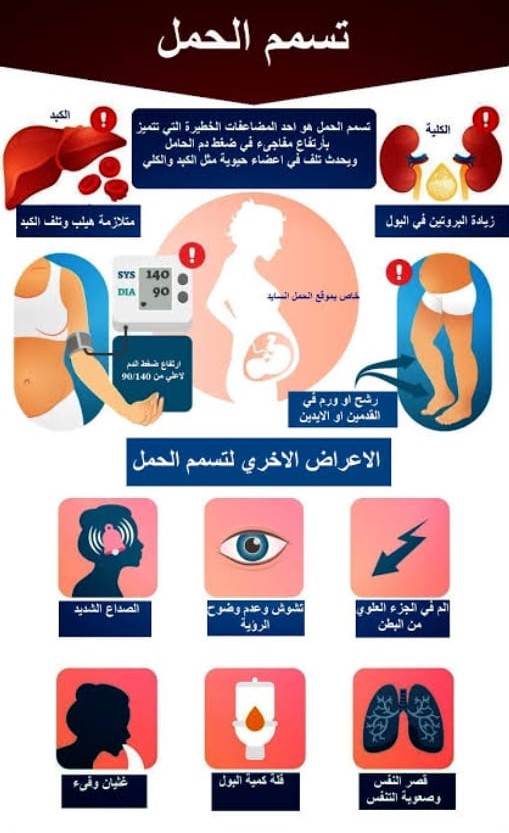 تسمم الحمل
الكبد
تسمم الحمل هو احد المضاعفات الخطيرة التي تتميز
بأرتفاع مفاجىء في ضغط دم الحامل
ويحدث تلف في اعضاء حيوية مثل الكبد والكلي
الكلية
زيادة البروتين في البول
متلازمة هيلب وتلف الكبد
SYS 140
DIA 90
خاص بموقع الحمل السايد
ارتفاع ضغط الدم
لاعلي من 90/140
رشح او ورم في
القدمين او الايدين
الاعراض الاخري لتسمم الحمل
الم في الجزء العلوي
من البطن
تشوش وعدم وضوح
الرؤية
الصداع الشديد
قصر النفس
وصعوبة التنفس
قلة كمية البول
غثيان وقىء